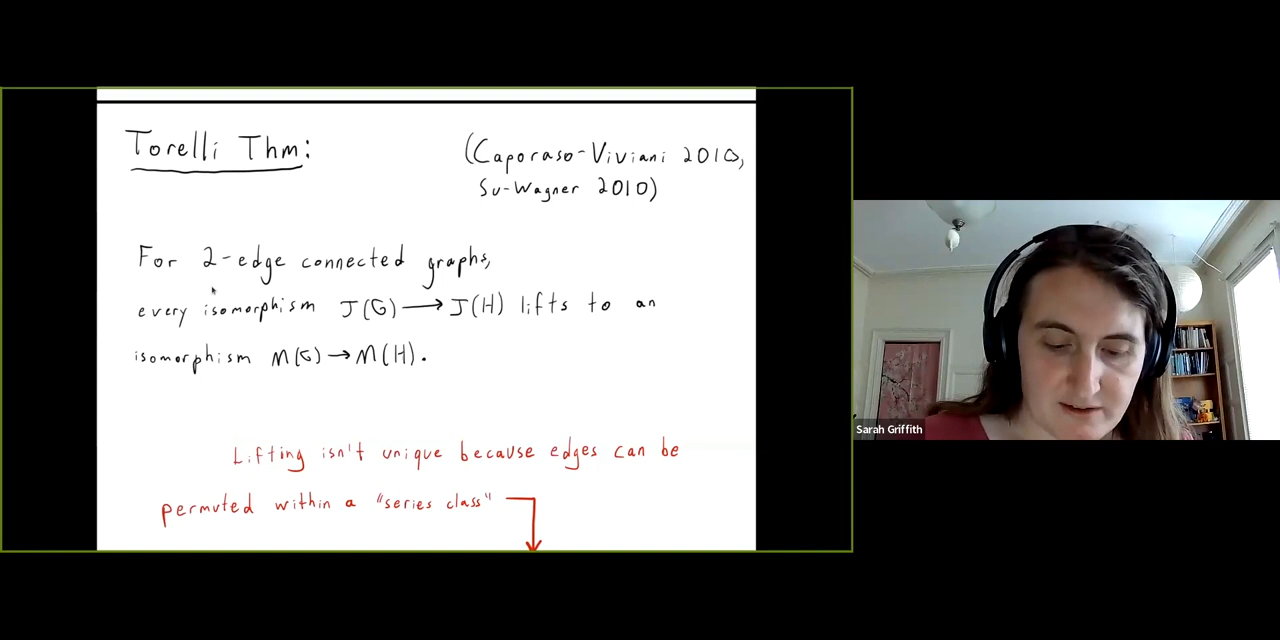 Torelli Thm:
(Caporaso-Viviani 2010,
Su-Wagner 2010)
For 2-edge connected graphs,
every isomorphism J(G) → J(H) lifts to an
isomorphism M(G) → M(H).
Lifting isn't unique because edges can be
permuted within a "series class"
Sarah Griffith